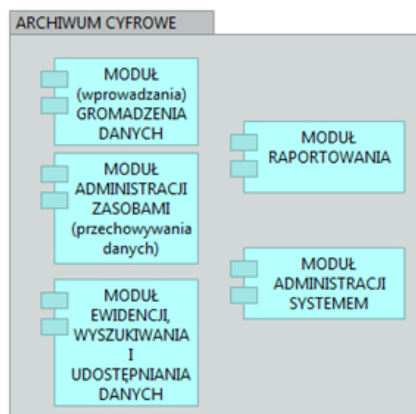 ARCHIWUM CYFROWE
MODUŁ
(wprowadzania)
GROMADZENIA
DANYCH
MODUŁ
ADMINISTRACJI
ZASOBAMI
(przechowywania
danych)
MODUŁ
EWIDENCJI,
WYSZUKIWANIA
I
UDOSTĘPNIANIA
DANYCH
MODUŁ
RAPORTOWANIA
MODUŁ
ADMINISTRACJI
SYSTEMEM